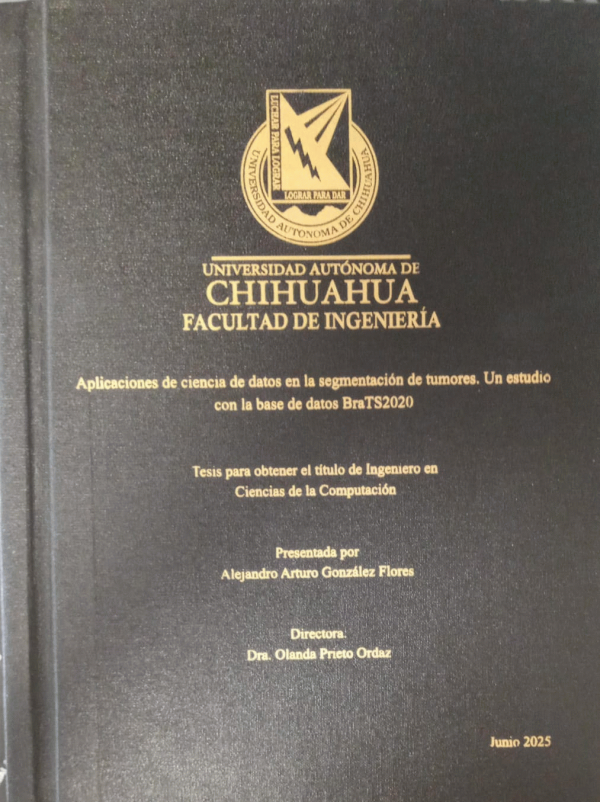 LUCHAR PARA LOGRAR
LOGRAR PARA DAR
UNIVERSIDAD AUTONOMA DE CHIHUAHUA
UNIVERSIDAD AUTÓNOMA DE
CHIHUAHUA
FACULTAD DE INGENIERÍA
Aplicaciones de ciencia de datos en la segmentación de tumores. Un estudio
con la base de datos BraTS2020
Tesis para obtener el título de Ingeniero en
Ciencias de la Computación
Presentada por
Alejandro Arturo González Flores
Directora:
Dra. Olanda Prieto Ordaz
Junio 2025